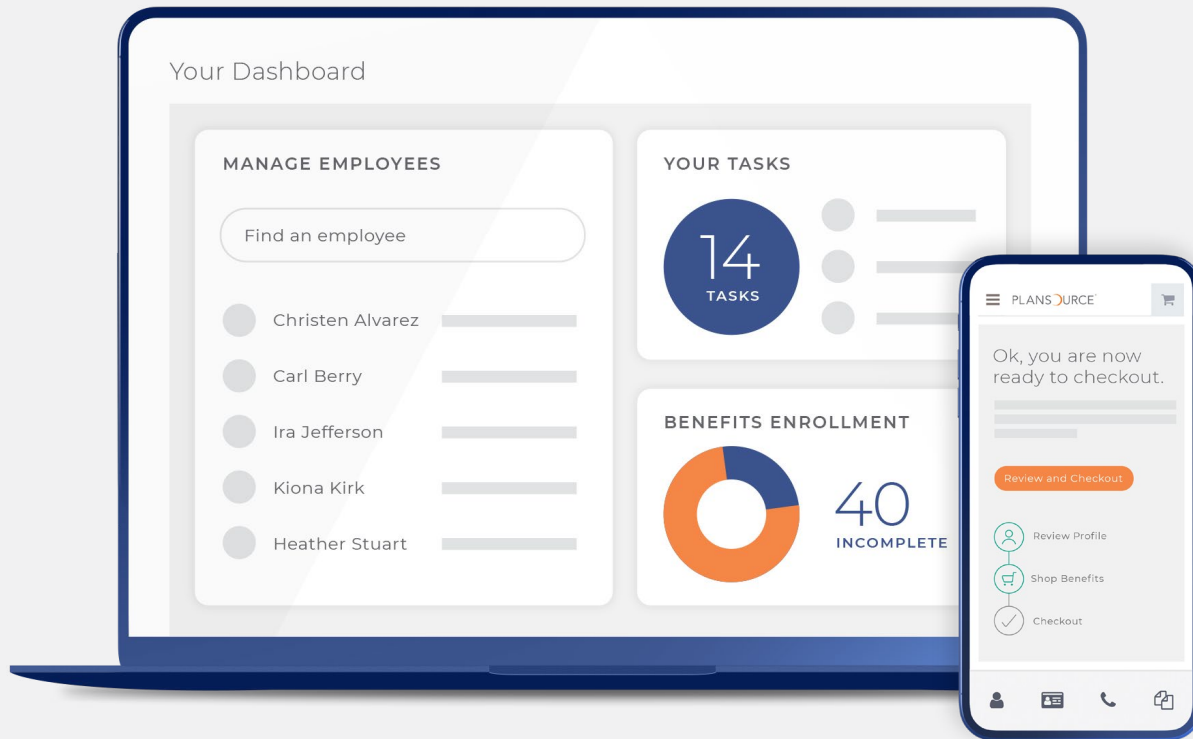 Your Dashboard
MANAGE EMPLOYEES
Find an employee
Christen Alvarez
Carl Berry
Ira Jefferson
Kiona Kirk
Heather Stuart
YOUR TASKS
14
TASKS
BENEFITS ENROLLMENT
40
INCOMPLETE
PLANSOURCE
Ok, you are now
ready to checkout.
Review and Checkout
Review Profile
Shop Benefits
Checkout